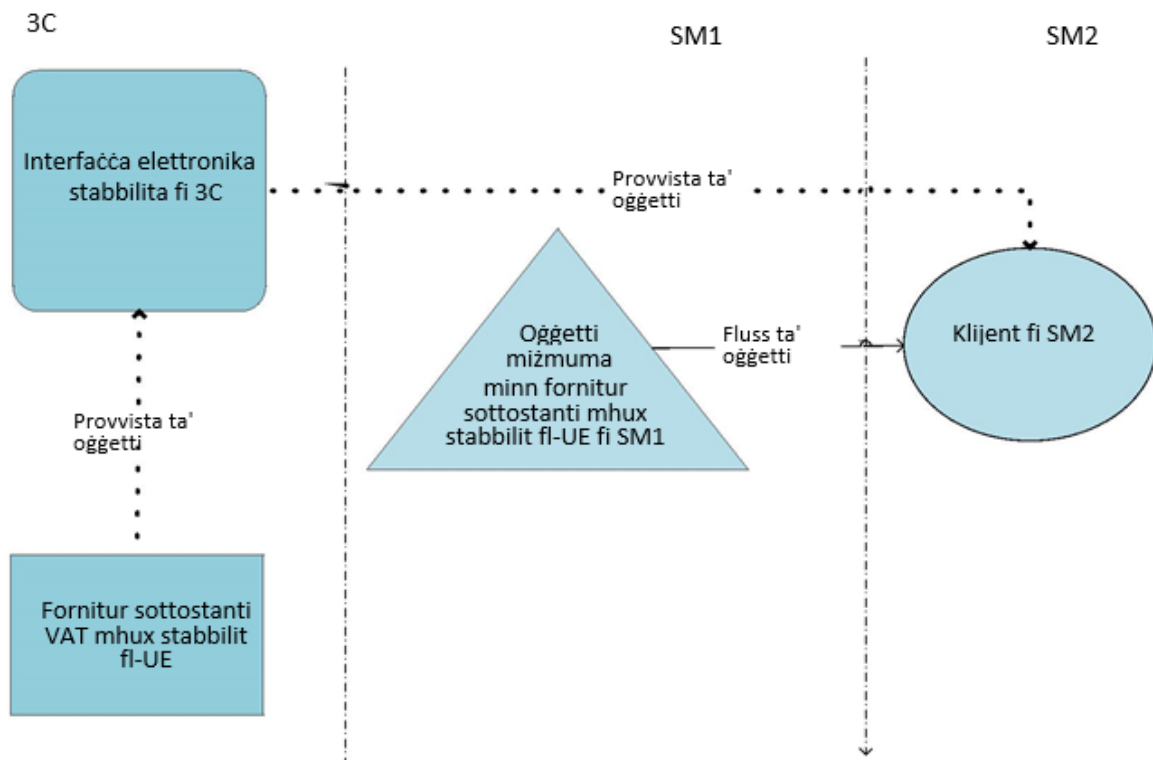 3C
SM1
SM2
Interfaċċa elettronika
stabbilita fi 3C
Provvista ta'
oġġetti
Oġġetti
miżmuma
minn fornitur
sottostanti mhux
stabbilit fl-UE fi SM1
Fluss ta'
oġġetti
Klijent fi SM2
Provvista ta'
oġġetti
Fornitur sottostanti
VAT mhux stabbilit
fl-UE